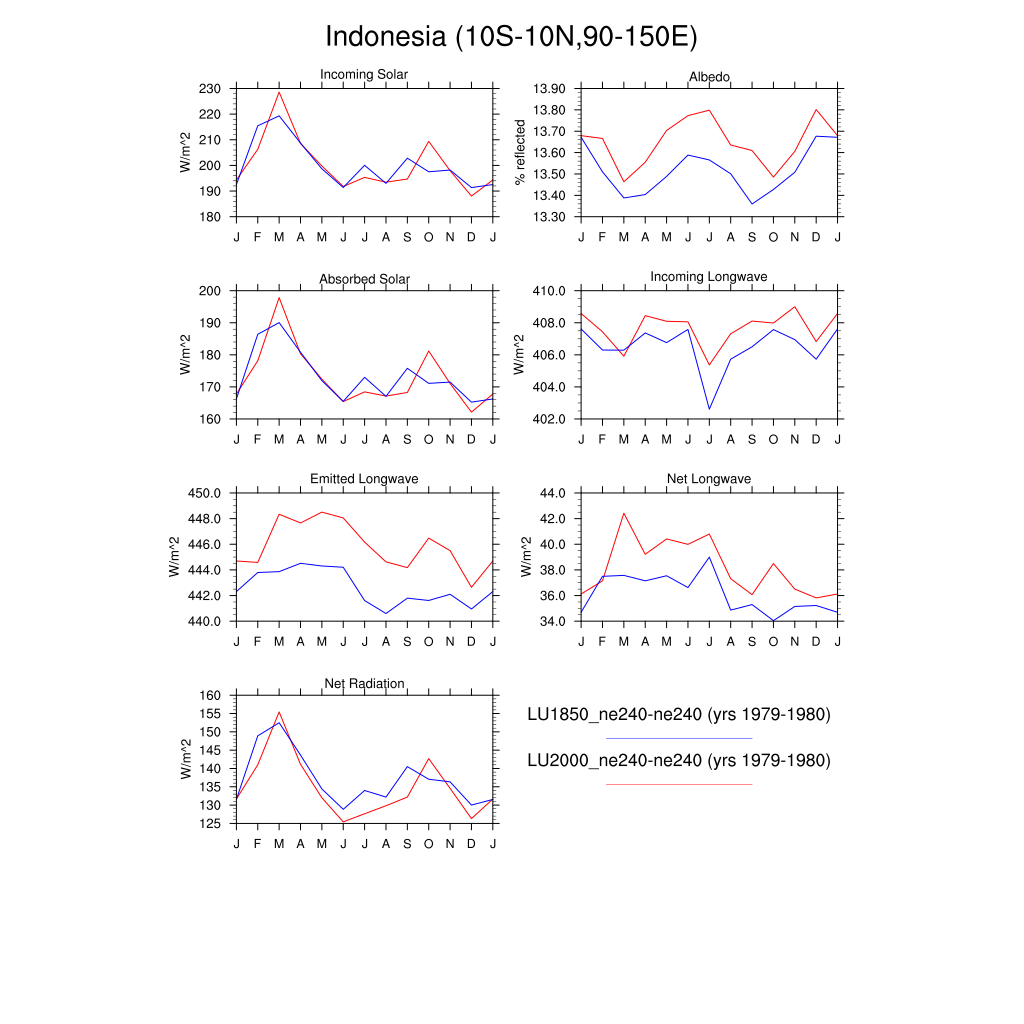 Indonesia (10S-10N,90-150E)
Incoming Solar
W/m^2
230
220
210
200
190
180
J F M A M J J A S O N D J
Albedo
% reflected
13.90
13.80
13.70
13.60
13.50
13.40
13.30
J F M A M J J A S O N D J
Absorbed Solar
W/m^2
200
190
180
170
160
J F M A M J J A S O N D J
Incoming Longwave
W/m^2
410.0
408.0
406.0
404.0
402.0
J F M A M J J A S O N D J
Emitted Longwave
W/m^2
450.0
448.0
446.0
444.0
442.0
440.0
J F M A M J J A S O N D J
Net Longwave
W/m^2
44.0
42.0
40.0
38.0
36.0
34.0
J F M A M J J A S O N D J
Net Radiation
W/m^2
160
155
150
145
140
135
130
125
J F M A M J J A S O N D J
LU1850_ne240-ne240 (yrs 1979-1980)
LU2000_ne240-ne240 (yrs 1979-1980)